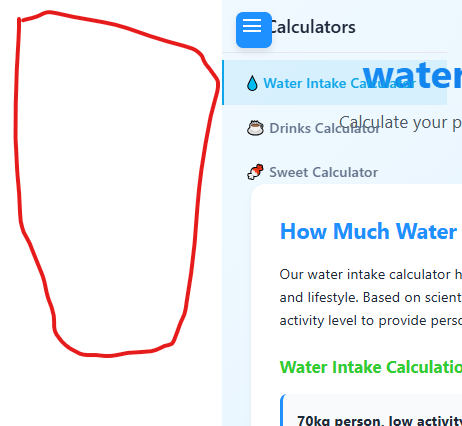 Calculators
water
Water Intake Calculator
Calculate your p
Drinks Calculator
Sweet Calculator
How Much Water
Our water intake calculator h
and lifestyle. Based on scient
activity level to provide perso
Water Intake Calculatio
70kg person, low activity